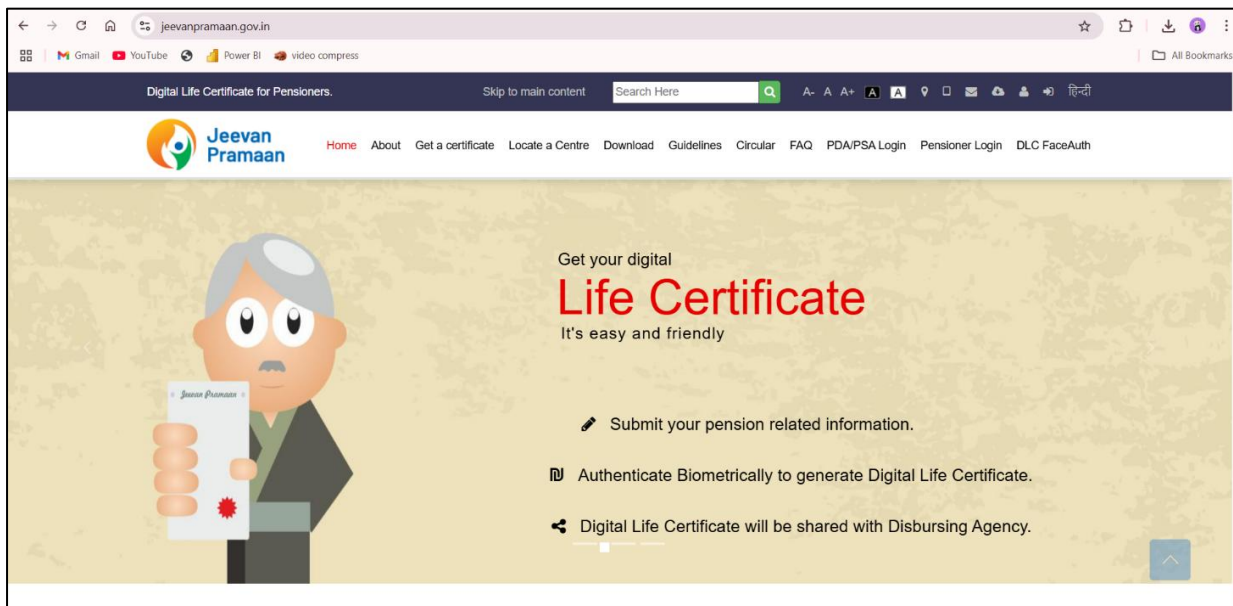 jeevanpramaan.gov.in
Gmail YouTube Power BI video compress All Bookmarks
Digital Life Certificate for Pensioners. Skip to main content Search Here A- A A+ A A हिन्दी
Jeevan
Pramaan
Home About Get a certificate Locate a Centre Download Guidelines Circular FAQ PDA/PSA Login Pensioner Login DLC FaceAuth
Get your digital
Life Certificate
It's easy and friendly
Jeevan Pramaan
Submit your pension related information.
Authenticate Biometrically to generate Digital Life Certificate.
Digital Life Certificate will be shared with Disbursing Agency.